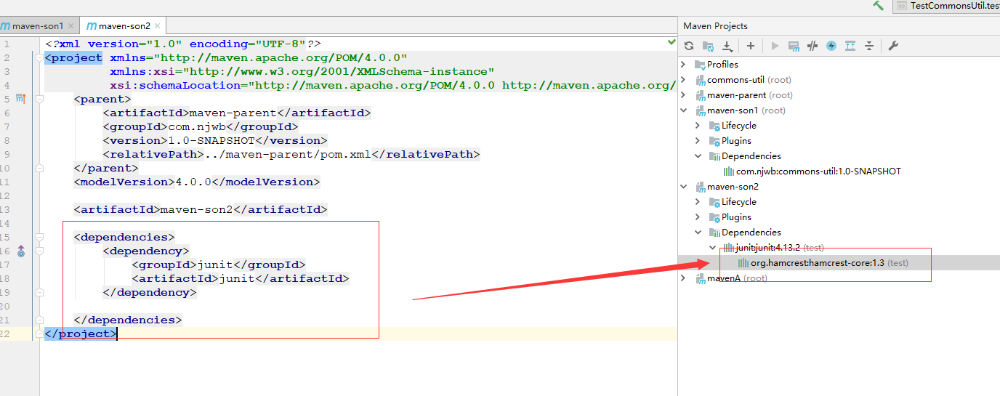 TestCommonsUtil.tes
maven-son1
maven-son2
Maven Projects
1 <?xml version="1.0" encoding="UTF-8"?>
2 <project xmlns="http://maven.apache.org/POM/4.0.0"
3 xmlns:xsi="http://www.w3.org/2001/XMLSchema-instance"
4 xsi:schemaLocation="http://maven.apache.org/POM/4.0.0 http://maven.apache.org/
5 <parent>
6 <artifactId>maven-parent</artifactId>
7 <groupId>com.njwb</groupId>
8 <version>1.0-SNAPSHOT</version>
9 <relativePath>../maven-parent/pom.xml</relativePath>
10 </parent>
11 <modelVersion>4.0.0</modelVersion>
12
13 <artifactId>maven-son2</artifactId>
14
15 <dependencies>
16 <dependency>
17 <groupId>junit</groupId>
18 <artifactId>junit</artifactId>
19 </dependency>
20
21 </dependencies>
22 </project>
Profiles
commons-util (root)
maven-parent (root)
maven-son1 (root)
Lifecycle
Plugins
Dependencies
com.njwb:commons-util:1.0-SNAPSHOT
maven-son2
Lifecycle
Plugins
Dependencies
junit:junit:4.13.2 (test)
org.hamcrest:hamcrest-core:1.3 (test)
mavenA (root)